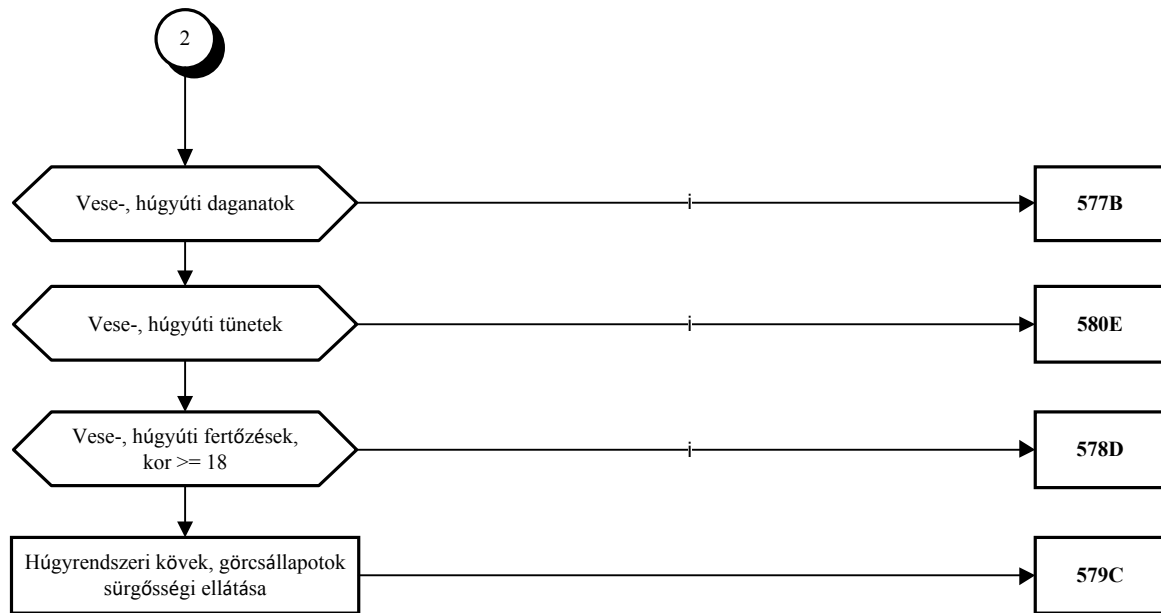 2
Vese-, húgyúti daganatok
i
577B
Vese-, húgyúti tünetek
i
580E
Vese-, húgyúti fertőzések,
kor >= 18
i
578D
Húgyrendszeri kövek, görcsállapotok
sürgősségi ellátása
579C